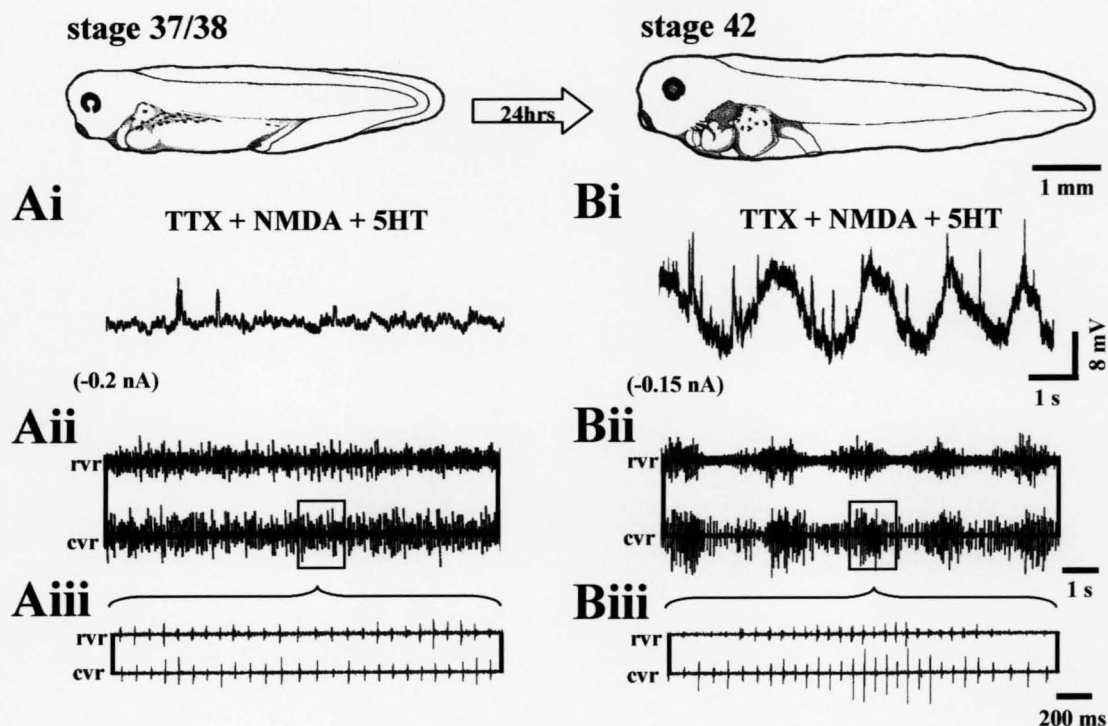 stage 37/38
stage 42
24hrs
1 mm
Ai
TTX + NMDA + 5HT
(-0.2 nA)
Bi
TTX + NMDA + 5HT
(-0.15 nA)
8 mV
1 s
Aii
rvr
cvr
Bii
rvr
cvr
1 s
Aiii
rvr
cvr
Biii
rvr
cvr
200 ms